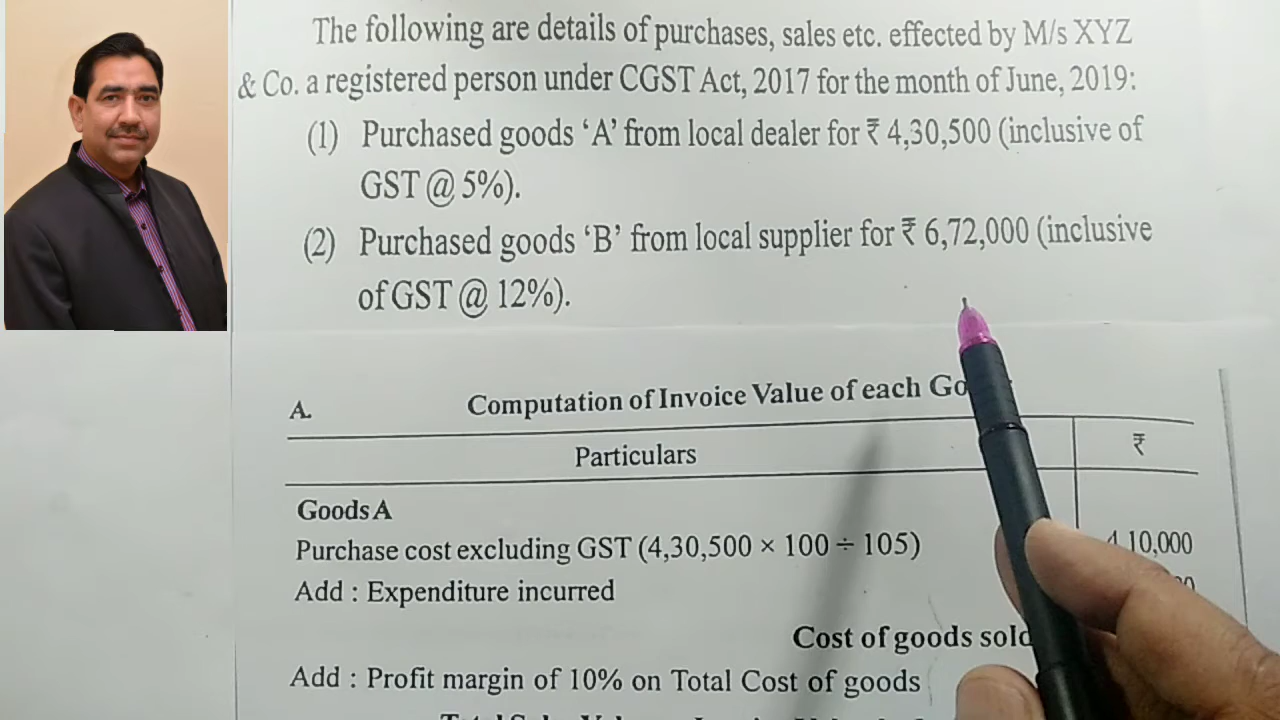 The following are details of purchases, sales etc. effected by M/s XYZ
& Co. a registered person under CGST Act, 2017 for the month of June, 2019:
(1) Purchased goods ‘A’ from local dealer for ₹ 4,30,500 (inclusive of
GST @ 5%).
(2) Purchased goods ‘B’ from local supplier for ₹ 6,72,000 (inclusive
of GST @ 12%).
A. Computation of Invoice Value of each
Particulars ₹
Goods A
Purchase cost excluding GST (4,30,500 × 100 ÷ 105) 4,10,000
Add : Expenditure incurred
Cost of goods sold
Add : Profit margin of 10% on Total Cost of goods